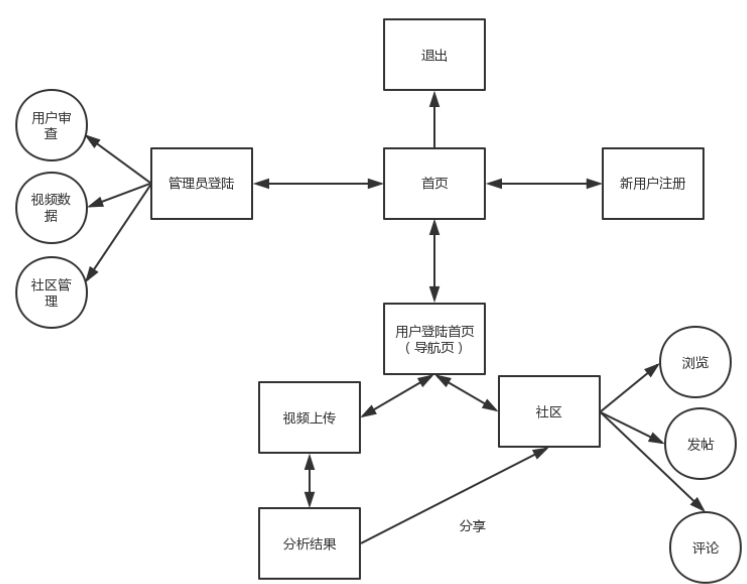 退出
用户审
查
管理员登陆
首页
新用户注册
视频数
据
社区管
理
用户登陆首页
（导航页）
浏览
视频上传
社区
发帖
分享
分析结果
评论